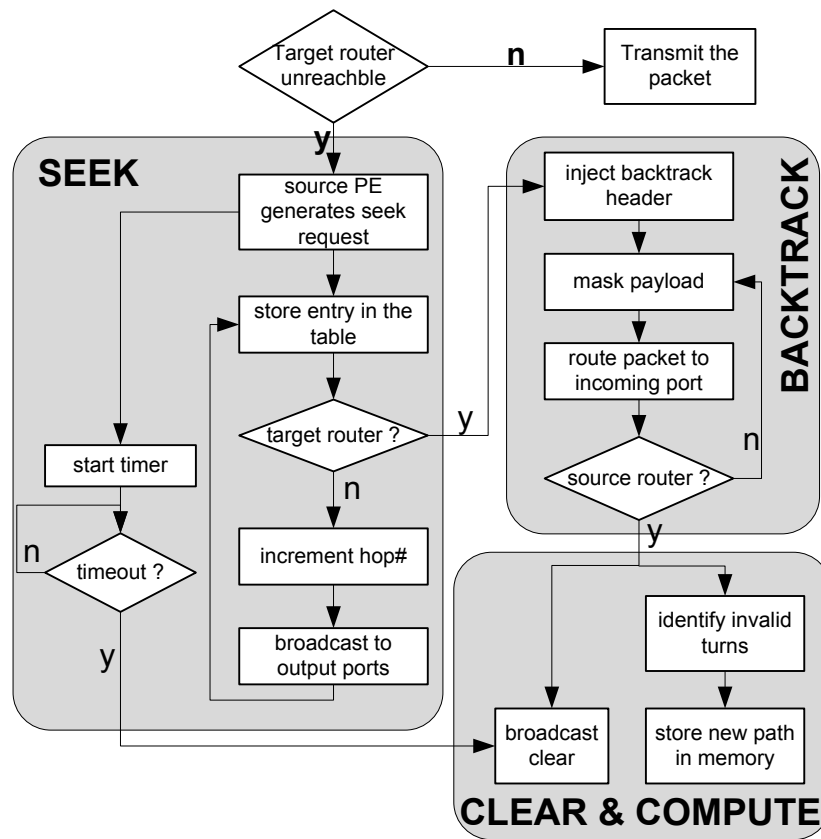 Target router
unreachble
n
Transmit the
packet
y
SEEK
source PE
generates seek
request
store entry in the
table
target router ?
y
n
start timer
n
timeout ?
y
increment hop#
broadcast to
output ports
BACKTRACK
inject backtrack
header
mask payload
route packet to
incoming port
n
source router ?
y
identify invalid
turns
broadcast
clear
store new path
in memory
CLEAR & COMPUTE